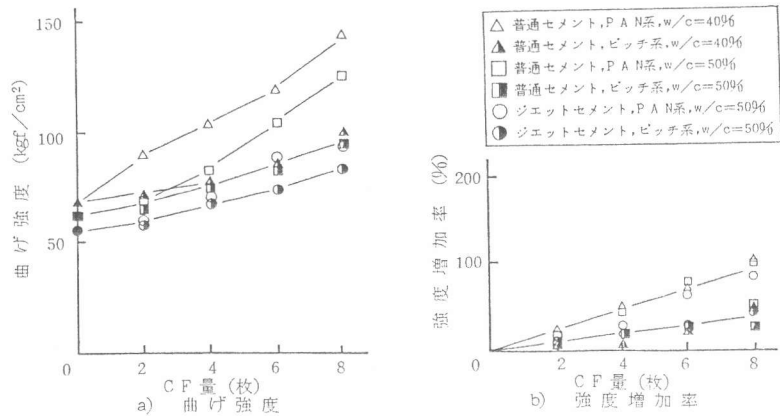 150
100
50
0
2
4
6
8
曲げ強度 (kgf/cm²)
CF量(枚)
a) 曲げ強度
普通セメント,PAN系,w/c=40%
普通セメント,ピッチ系,w/c=40%
普通セメント,PAN系,w/c=50%
普通セメント,ピッチ系,w/c=50%
ジエットセメント,PAN系,w/c=50%
ジエットセメント,ピッチ系,w/c=50%
200
100
0
0
2
4
6
8
強度増加率 (%)
CF量(枚)
b) 強度増加率